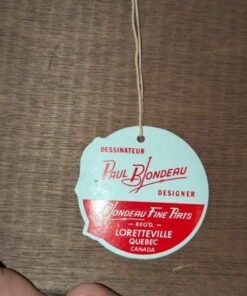 DESSINATEUR
PAUL BLONDEAU
DESIGNER
BLONDEAU FINE ARTS
— REG'D. —
LORETTEVILLE
QUEBEC
CANADA